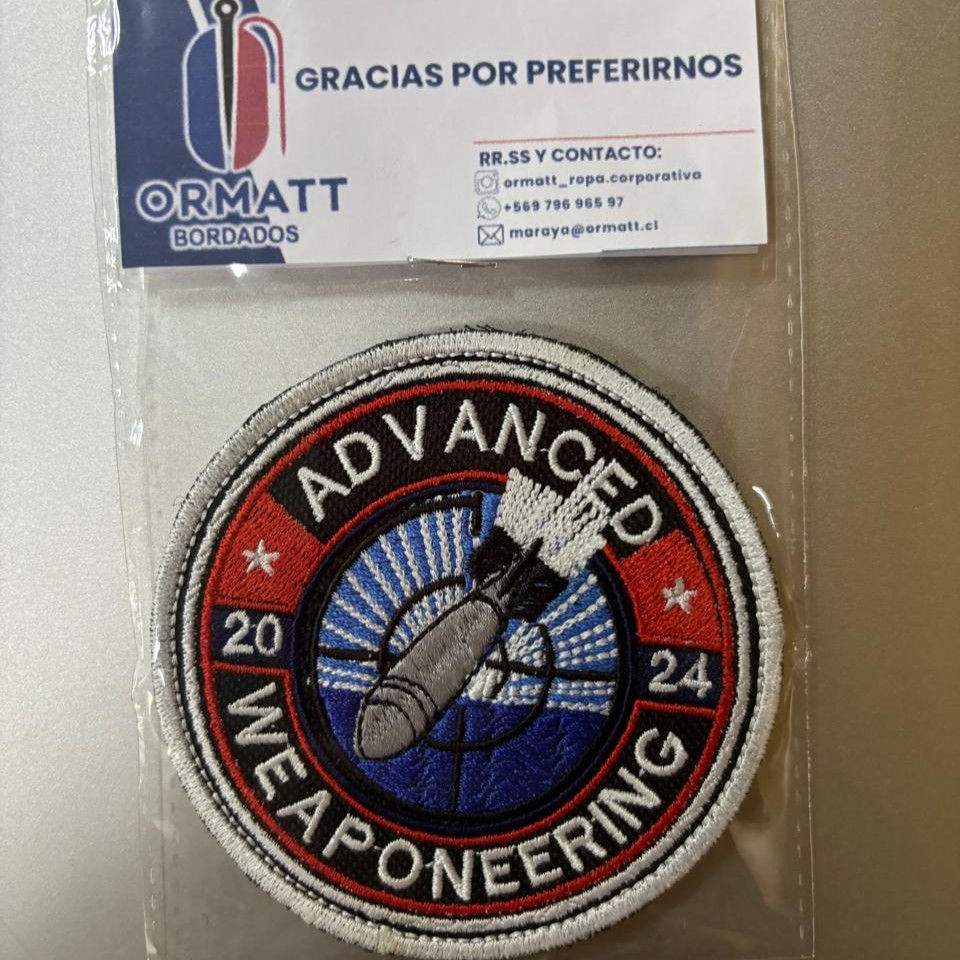 GRACIAS POR PREFERIRNOS
ORMATT
BORDADOS
RR.SS Y CONTACTO:
ormatt_ropa.corporativa
+569 796 965 97
maraya@ormatt.cl
ADVANCED
20 24
WEAPONEERING